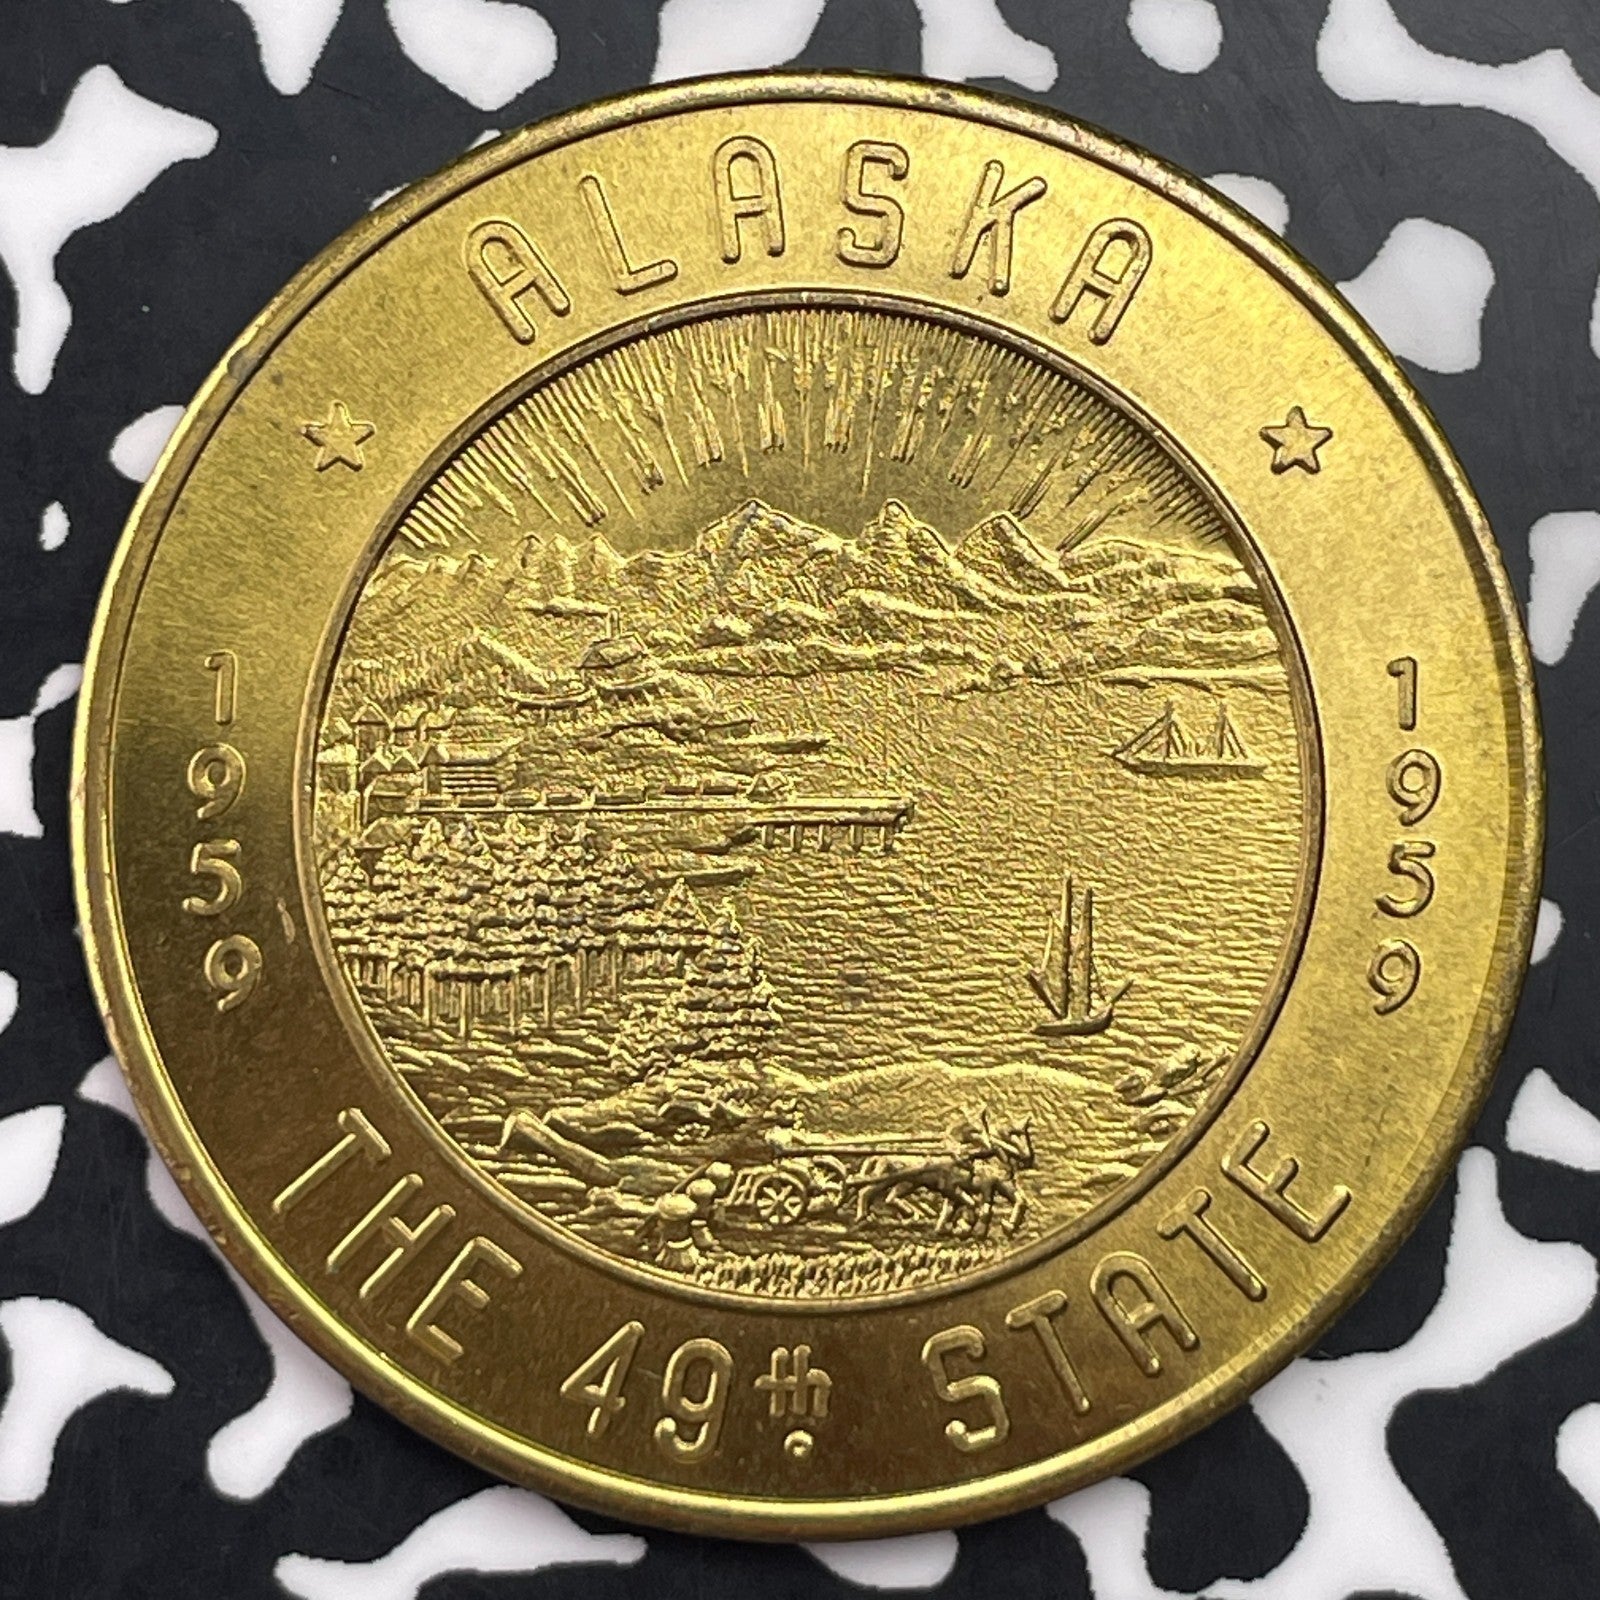 ALASKA
1959
1959
THE 49th. STATE